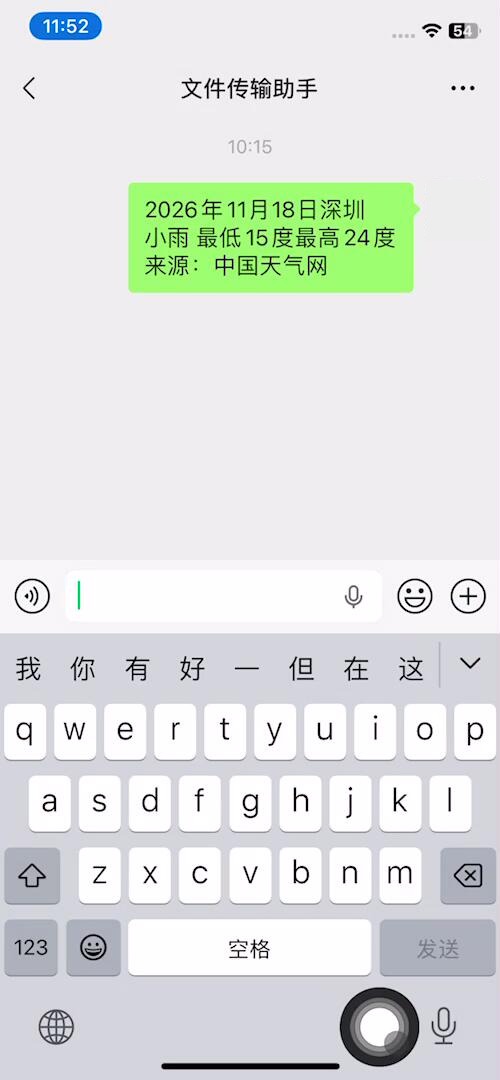 11:52
54
文件传输助手
10:15
2026年11月18日深圳
小雨 最低15度最高24度
来源：中国天气网
我 你 有 好 一 但 在 这
q w e r t y u i o p
a s d f g h j k l
z x c v b n m
123 空格 发送